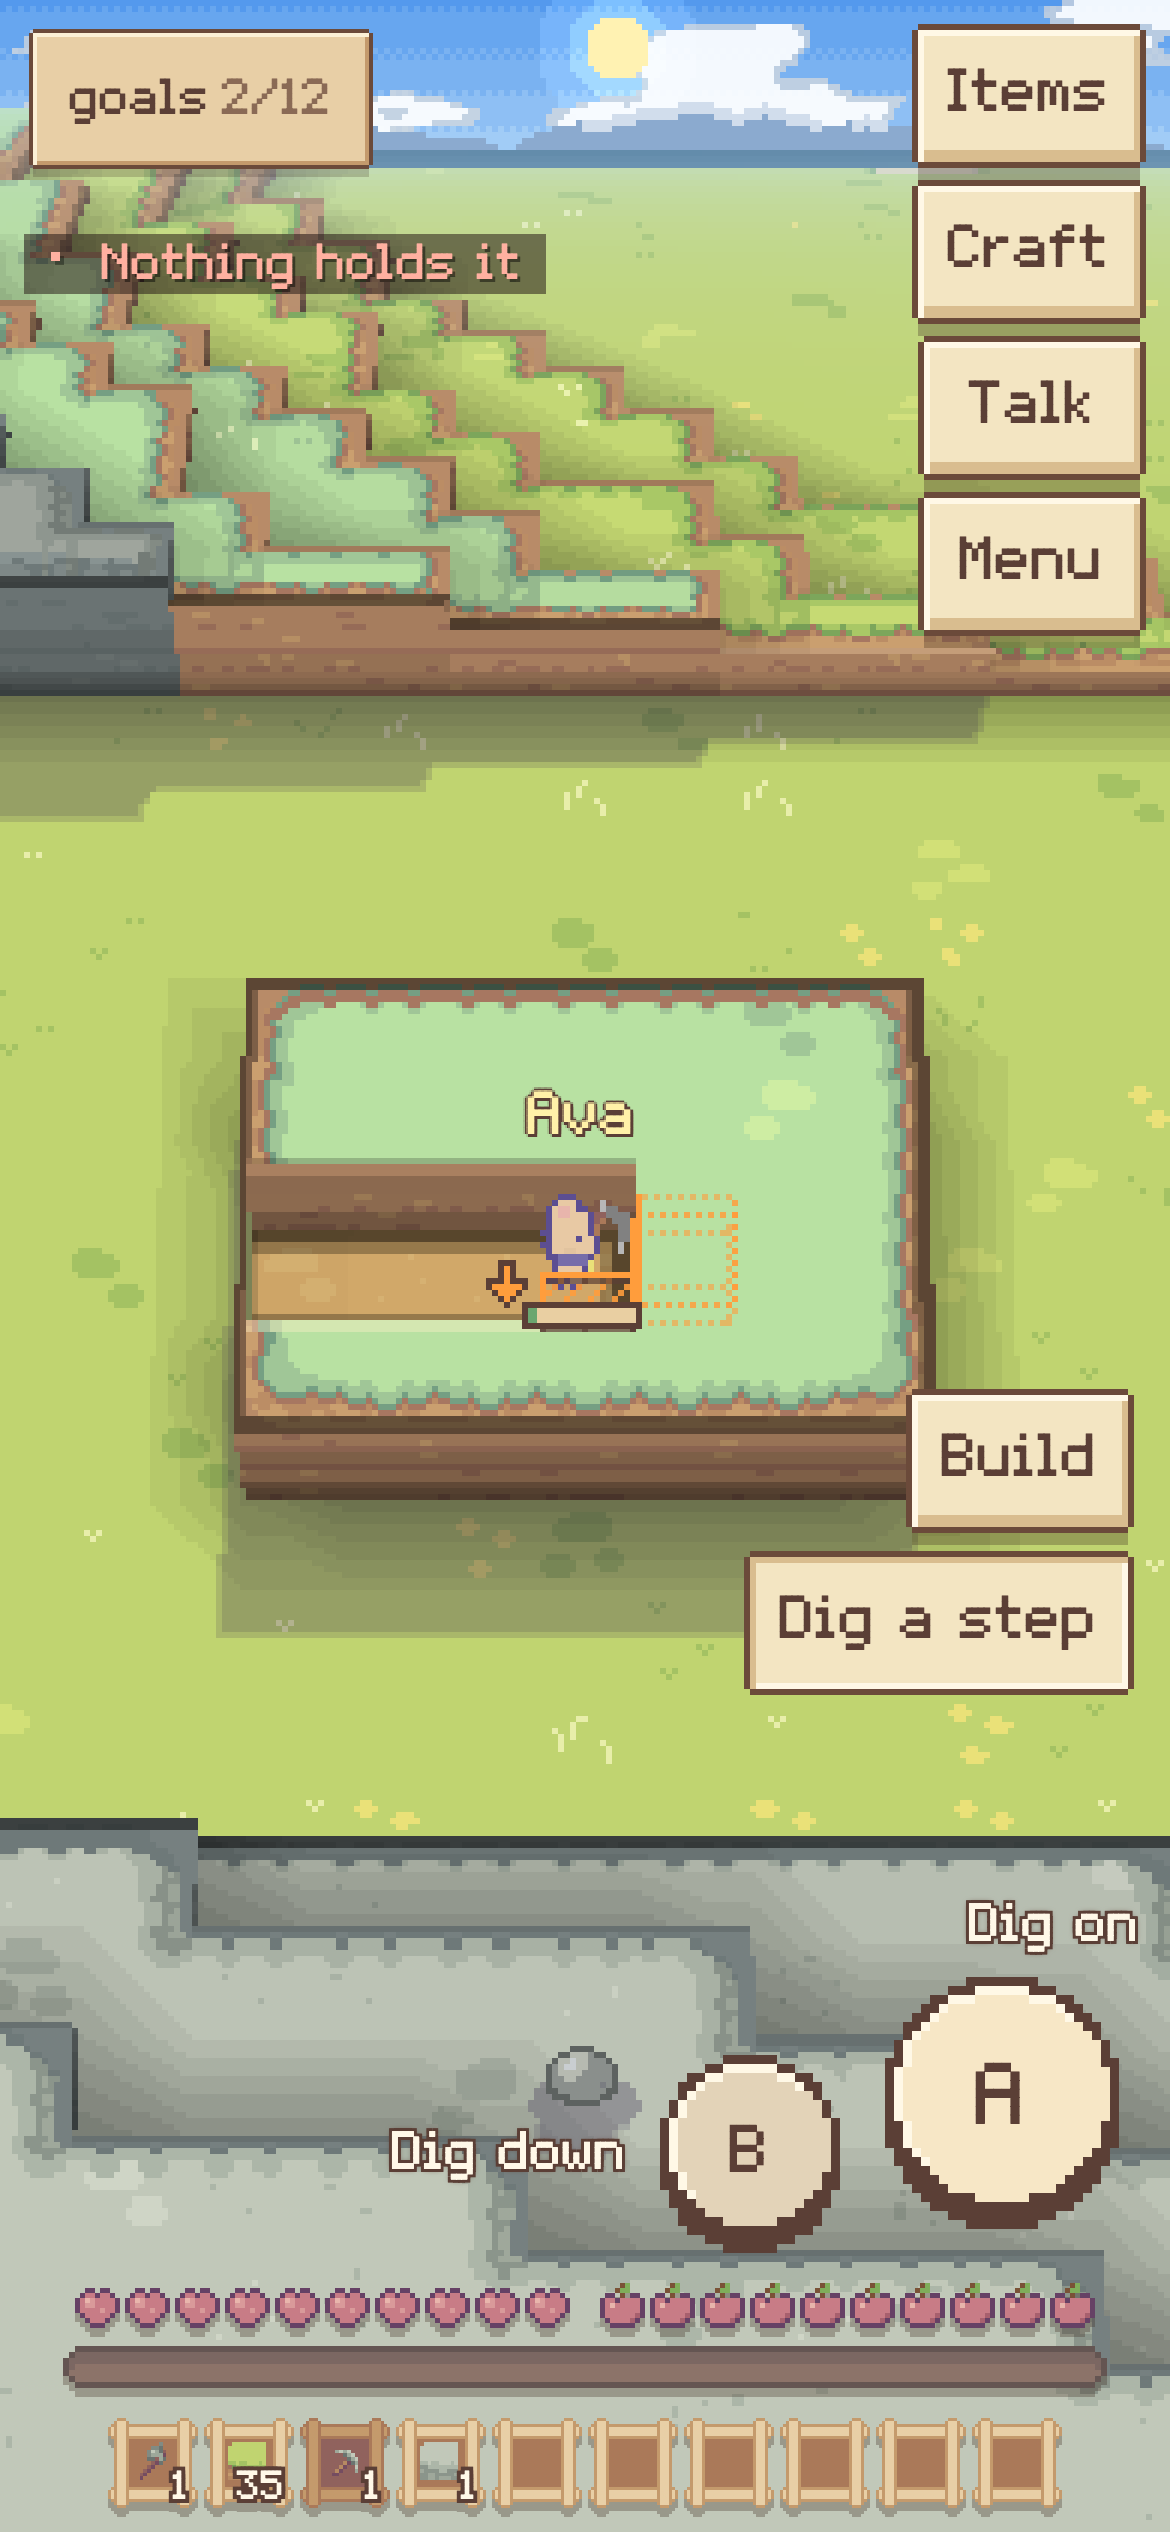 goals 2/12
Items
Craft
· Nothing holds it
Talk
Menu
Ava
Build
Dig a step
Dig on
A
Dig down
B
1
35
1
1